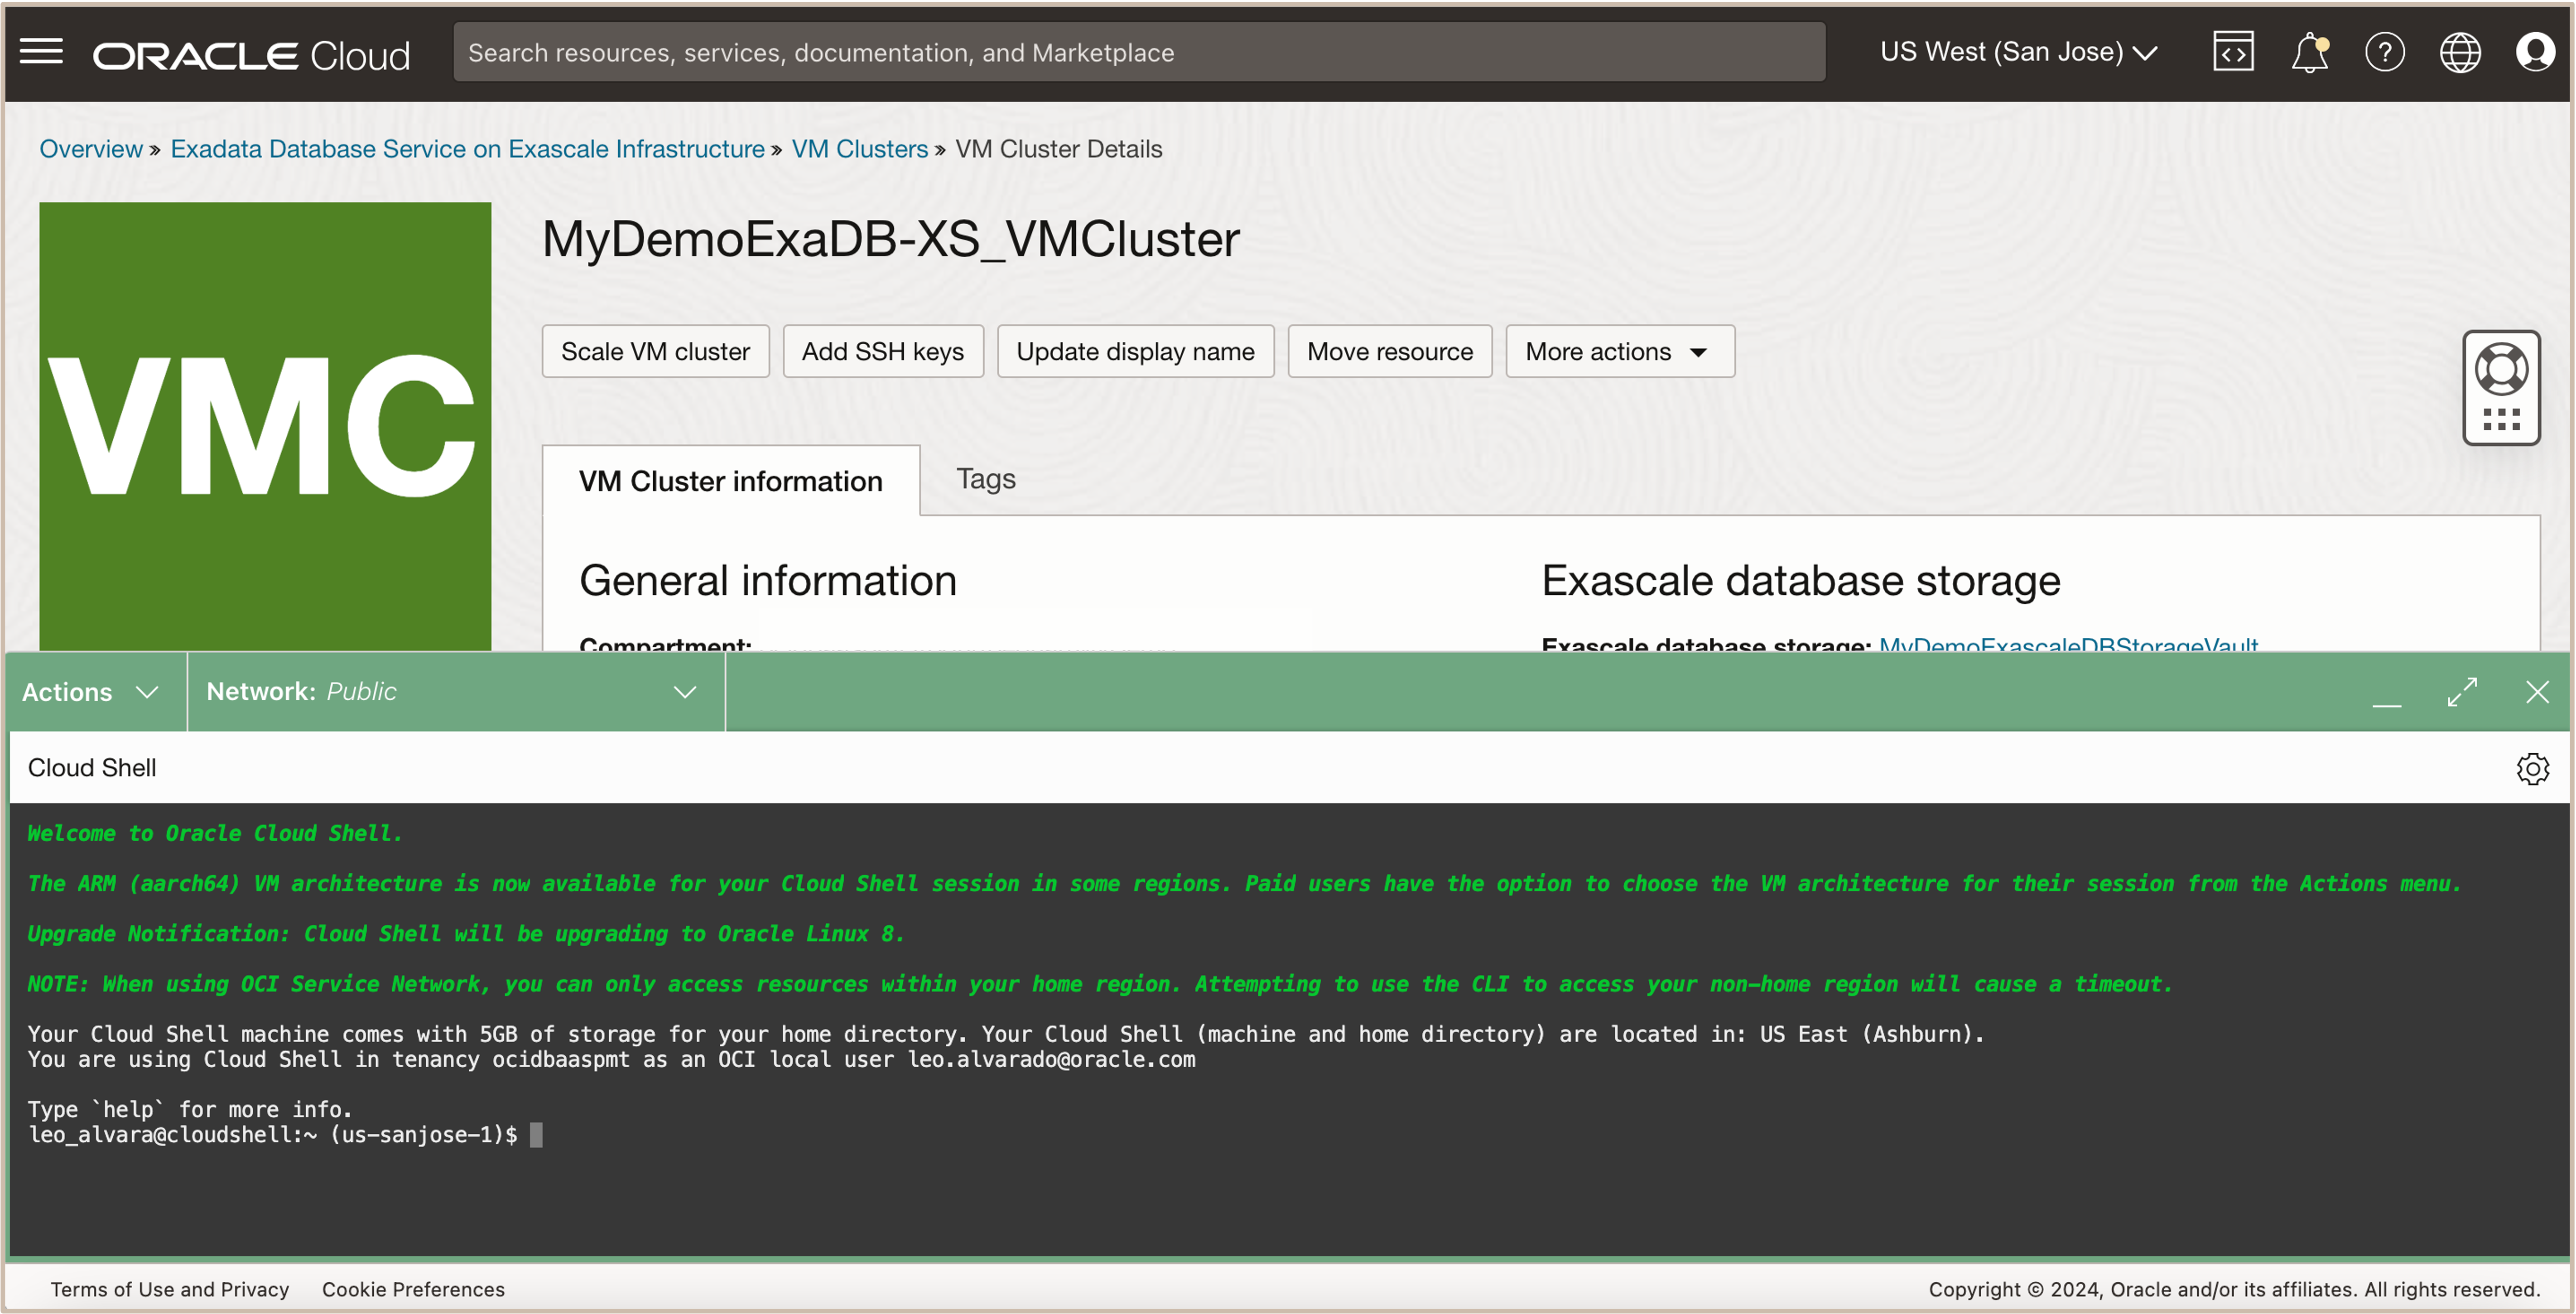 ORACLE Cloud
Search resources, services, documentation, and Marketplace
US West (San Jose)
Overview » Exadata Database Service on Exascale Infrastructure » VM Clusters » VM Cluster Details
VMC
MyDemoExaDB-XS_VMCluster
Scale VM cluster
Add SSH keys
Update display name
Move resource
More actions
VM Cluster information
Tags
General information
Compartment:
Exascale database storage
Exascale database storage: MyDemoExascaleDBStorageVault
Actions
Network: Public
Cloud Shell
Welcome to Oracle Cloud Shell.
The ARM (aarch64) VM architecture is now available for your Cloud Shell session in some regions. Paid users have the option to choose the VM architecture for their session from the Actions menu.
Upgrade Notification: Cloud Shell will be upgrading to Oracle Linux 8.
NOTE: When using OCI Service Network, you can only access resources within your home region. Attempting to use the CLI to access your non-home region will cause a timeout.
Your Cloud Shell machine comes with 5GB of storage for your home directory. Your Cloud Shell (machine and home directory) are located in: US East (Ashburn).
You are using Cloud Shell in tenancy ocidbaaspmt as an OCI local user leo.alvarado@oracle.com
Type `help` for more info.
leo_alvara@cloudshell:~ (us-sanjose-1)$
Terms of Use and Privacy
Cookie Preferences
Copyright © 2024, Oracle and/or its affiliates. All rights reserved.